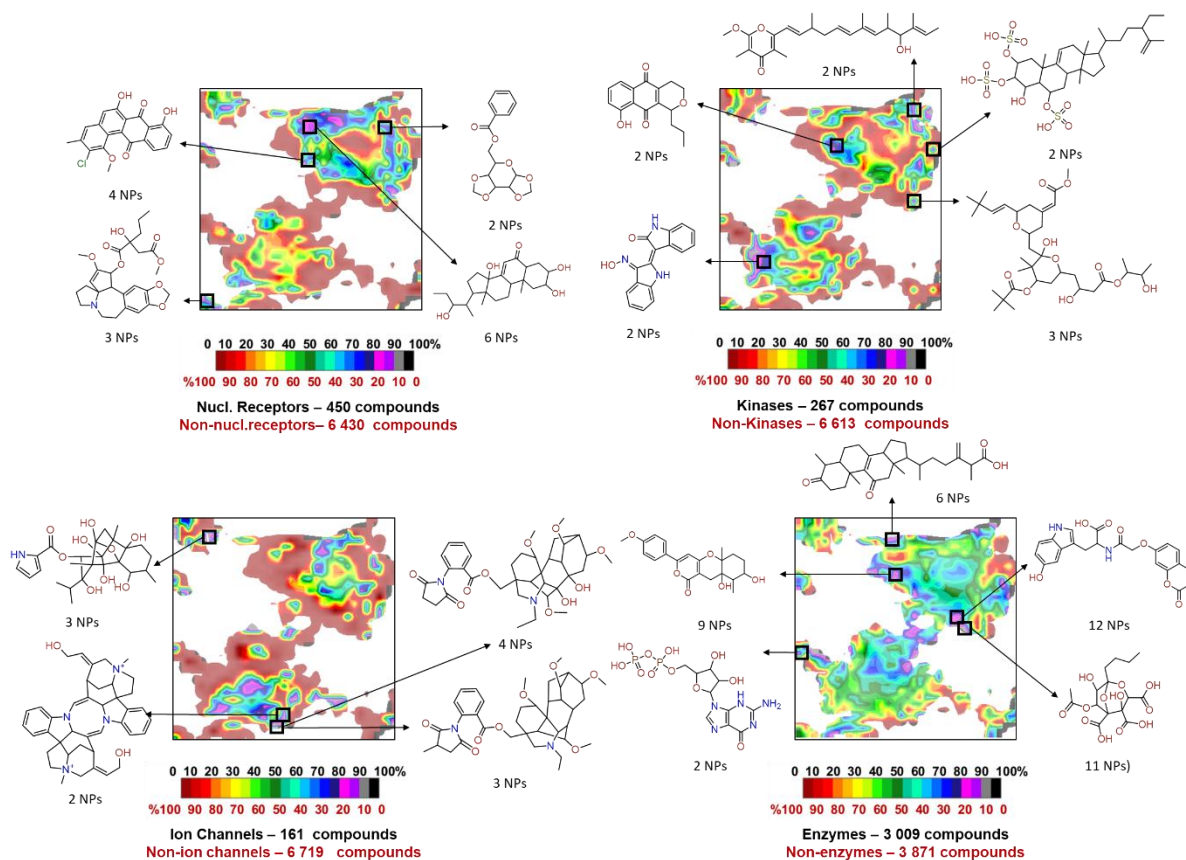 4 NPs
2 NPs
3 NPs
6 NPs
0 10 20 30 40 50 60 70 80 90 100%
%100 90 80 70 60 50 40 30 20 10 0
Nucl. Receptors – 450 compounds
Non-nucl.receptors– 6 430 compounds
2 NPs
2 NPs
2 NPs
2 NPs
3 NPs
0 10 20 30 40 50 60 70 80 90 100%
%100 90 80 70 60 50 40 30 20 10 0
Kinases – 267 compounds
Non-Kinases – 6 613 compounds
3 NPs
4 NPs
2 NPs
3 NPs
0 10 20 30 40 50 60 70 80 90 100%
%100 90 80 70 60 50 40 30 20 10 0
Ion Channels – 161 compounds
Non-ion channels – 6 719 compounds
6 NPs
9 NPs
12 NPs
2 NPs
11 NPs)
0 10 20 30 40 50 60 70 80 90 100%
%100 90 80 70 60 50 40 30 20 10 0
Enzymes – 3 009 compounds
Non-enzymes – 3 871 compounds